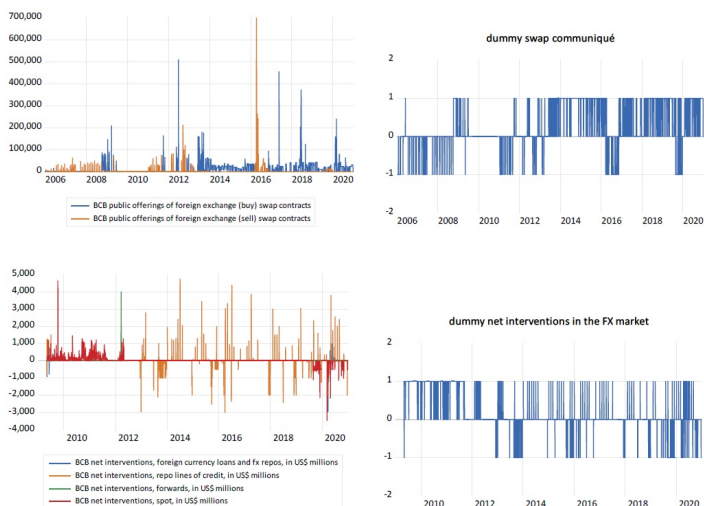 700,000
600,000
500,000
400,000
300,000
200,000
100,000
0
2006 2008 2010 2012 2014 2016 2018 2020
BCB public offerings of foreign exchange (buy) swap contracts
BCB public offerings of foreign exchange (sell) swap contracts
dummy swap communiqué
2
1
0
-1
-2
2006 2008 2010 2012 2014 2016 2018 2020
5,000
4,000
3,000
2,000
1,000
0
-1,000
-2,000
-3,000
-4,000
2010 2012 2014 2016 2018 2020
BCB net interventions, foreign currency loans and fx repos, in US$ millions
BCB net interventions, repo lines of credit, in US$ millions
BCB net interventions, forwards, in US$ millions
BCB net interventions, spot, in US$ millions
dummy net interventions in the FX market
2
1
0
-1
-2
2010 2012 2014 2016 2018 2020